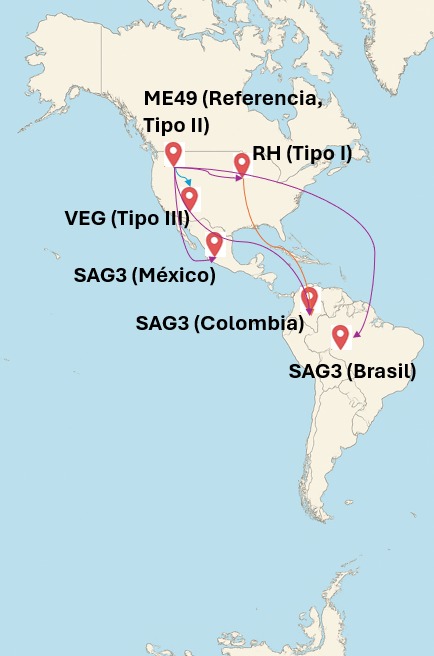 ME49 (Referencia,
Tipo II)
RH (Tipo I)
VEG (Tipo III)
SAG3 (México)
SAG3 (Colombia)
SAG3 (Brasil)